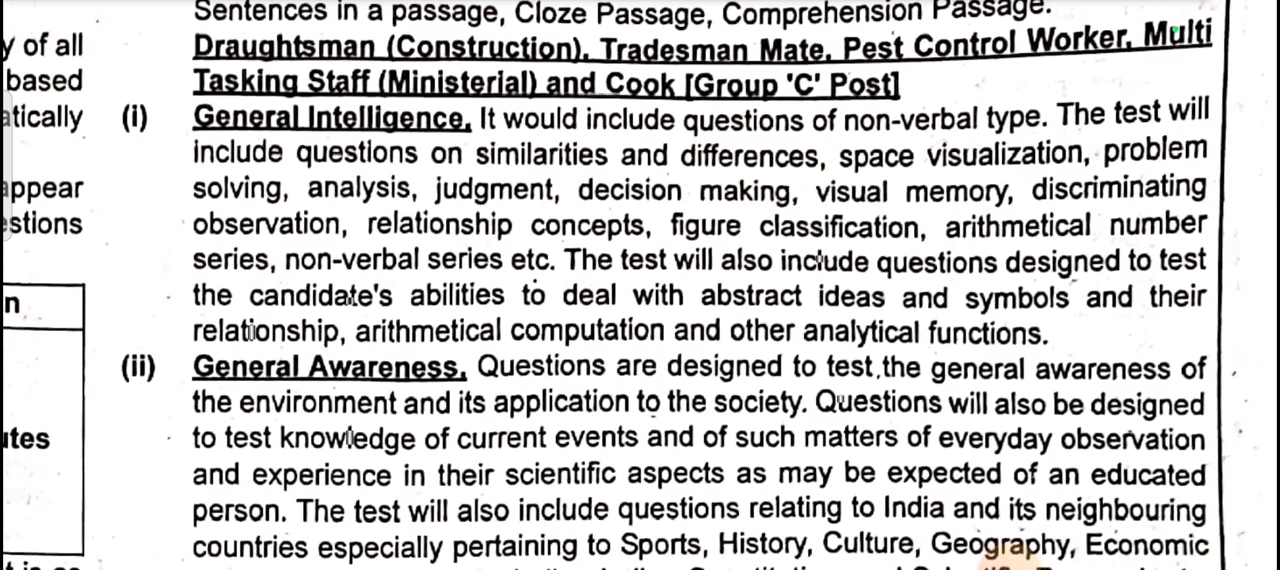 Sentences in a passage, Cloze Passage, Comprehension Passage.
y of all
based
atically
appear
estions
n
utes
Draughtsman (Construction), Tradesman Mate, Pest Control Worker, Multi
Tasking Staff (Ministerial) and Cook [Group 'C' Post]
(i) General Intelligence. It would include questions of non-verbal type. The test will
include questions on similarities and differences, space visualization, problem
solving, analysis, judgment, decision making, visual memory, discriminating
observation, relationship concepts, figure classification, arithmetical number
series, non-verbal series etc. The test will also include questions designed to test
the candidate's abilities to deal with abstract ideas and symbols and their
relationship, arithmetical computation and other analytical functions.
(ii) General Awareness. Questions are designed to test the general awareness of
the environment and its application to the society. Questions will also be designed
to test knowledge of current events and of such matters of everyday observation
and experience in their scientific aspects as may be expected of an educated
person. The test will also include questions relating to India and its neighbouring
countries especially pertaining to Sports, History, Culture, Geography, Economic